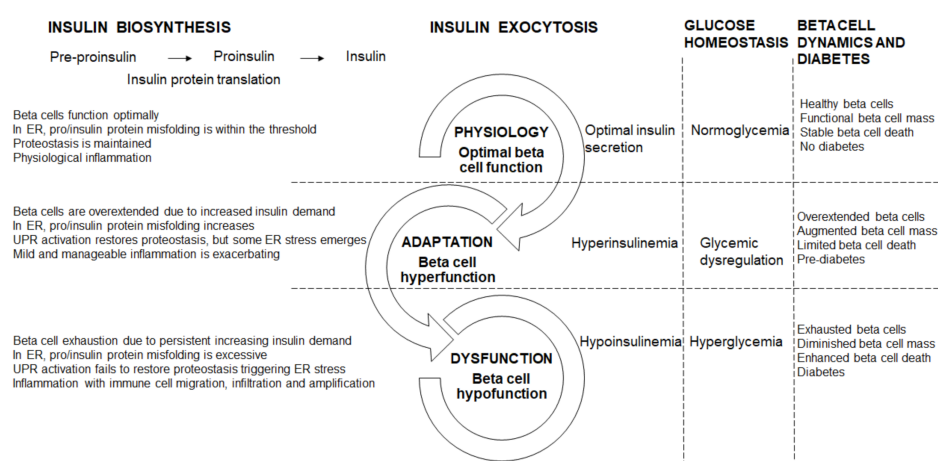 INSULIN BIOSYNTHESIS
INSULIN EXOCYTOSIS
GLUCOSE
HOMEOSTASIS
BETA CELL
DYNAMICS AND
DIABETES
Pre-proinsulin
Proinsulin
Insulin
Insulin protein translation
Beta cells function optimally
In ER, pro/insulin protein misfolding is within the threshold
Proteostasis is maintained
Physiological inflammation
PHYSIOLOGY
Optimal beta
cell function
Optimal insulin
secretion
Normoglycemia
Healthy beta cells
Functional beta cell mass
Stable beta cell death
No diabetes
Beta cells are overextended due to increased insulin demand
In ER, pro/insulin protein misfolding increases
UPR activation restores proteostasis, but some ER stress emerges
Mild and manageable inflammation is exacerbating
ADAPTATION
Beta cell
hyperfunction
Hyperinsulinemia
Glycemic
dysregulation
Overextended beta cells
Augmented beta cell mass
Limited beta cell death
Pre-diabetes
Beta cell exhaustion due to persistent increasing insulin demand
In ER, pro/insulin protein misfolding is excessive
UPR activation fails to restore proteostasis triggering ER stress
Inflammation with immune cell migration, infiltration and amplification
DYSFUNCTION
Beta cell
hypofunction
Hypoinsulinemia
Hyperglycemia
Exhausted beta cells
Diminished beta cell mass
Enhanced beta cell death
Diabetes